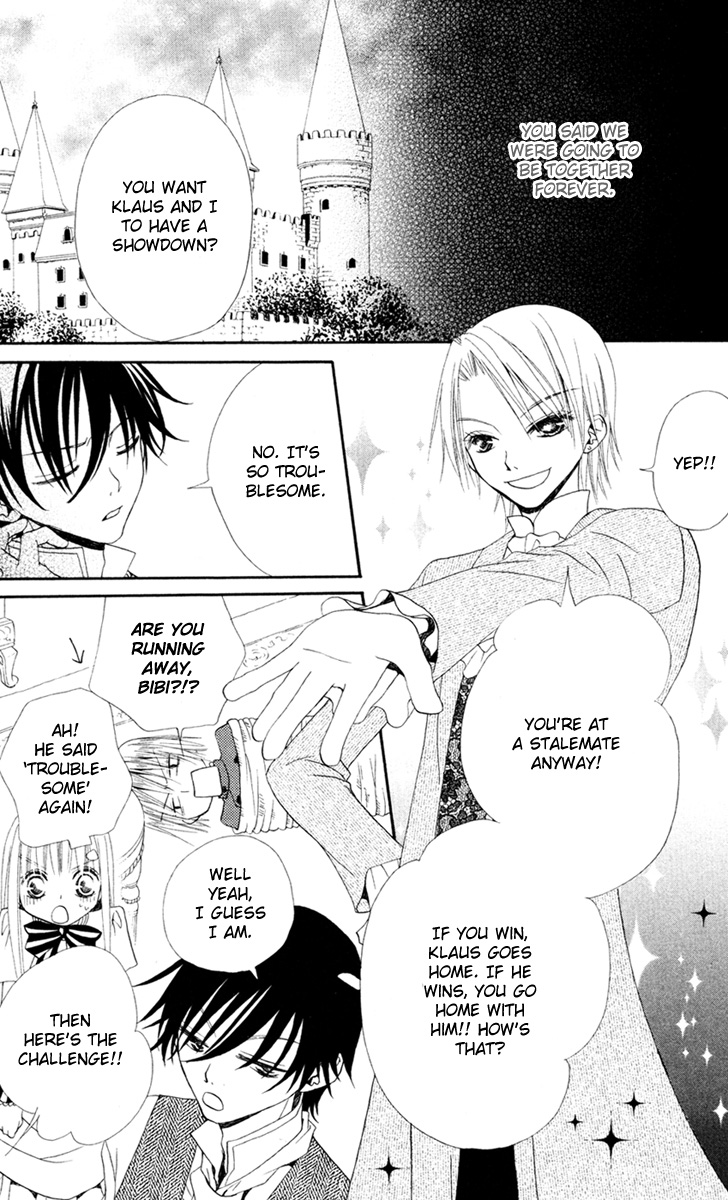 YOU SAID WE
WERE GOING TO
BE TOGETHER
FOREVER.
YOU WANT
KLAUS AND I
TO HAVE A
SHOWDOWN?
YEP!!
NO. IT'S
SO TROU-
BLESOME.
YOU'RE AT
A STALEMATE
ANYWAY!
IF YOU WIN,
KLAUS GOES
HOME. IF HE
WINS, YOU GO
HOME WITH
HIM!! HOW'S
THAT?
ARE YOU
RUNNING
AWAY,
BIBI?!?
AH!
HE SAID
'TROUBLE-
SOME'
AGAIN!
WELL
YEAH,
I GUESS
I AM.
THEN
HERE'S THE
CHALLENGE!!